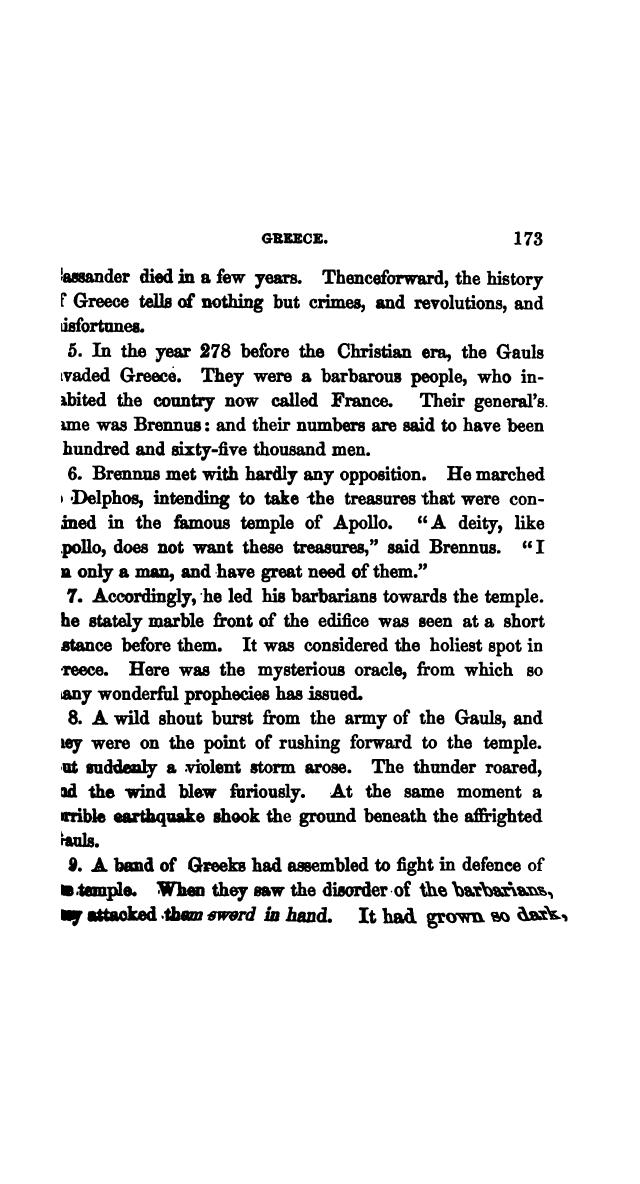 GREECE. 173
assander died in a few years. Thenceforward, the history
f Greece tells of nothing but crimes, and revolutions, and
isfortunes.
5. In the year 278 before the Christian era, the Gauls
vaded Greece. They were a barbarous people, who in-
abited the country now called France. Their general's
ame was Brennus: and their numbers are said to have been
hundred and sixty-five thousand men.
6. Brennus met with hardly any opposition. He marched
Delphos, intending to take the treasures that were con-
ined in the famous temple of Apollo. "A deity, like
pollo, does not want these treasures," said Brennus. "I
only a man, and have great need of them."
7. Accordingly, he led his barbarians towards the temple.
he stately marble front of the edifice was seen at a short
stance before them. It was considered the holiest spot in
reece. Here was the mysterious oracle, from which so
any wonderful prophecies has issued.
8. A wild shout burst from the army of the Gauls, and
ey were on the point of rushing forward to the temple.
ut suddenly a violent storm arose. The thunder roared,
nd the wind blew furiously. At the same moment a
rrible earthquake shook the ground beneath the affrighted
auls.
9. A band of Greeks had assembled to fight in defence of
temple. When they saw the disorder of the barbarians,
attacked them sword in hand. It had grown so dark,